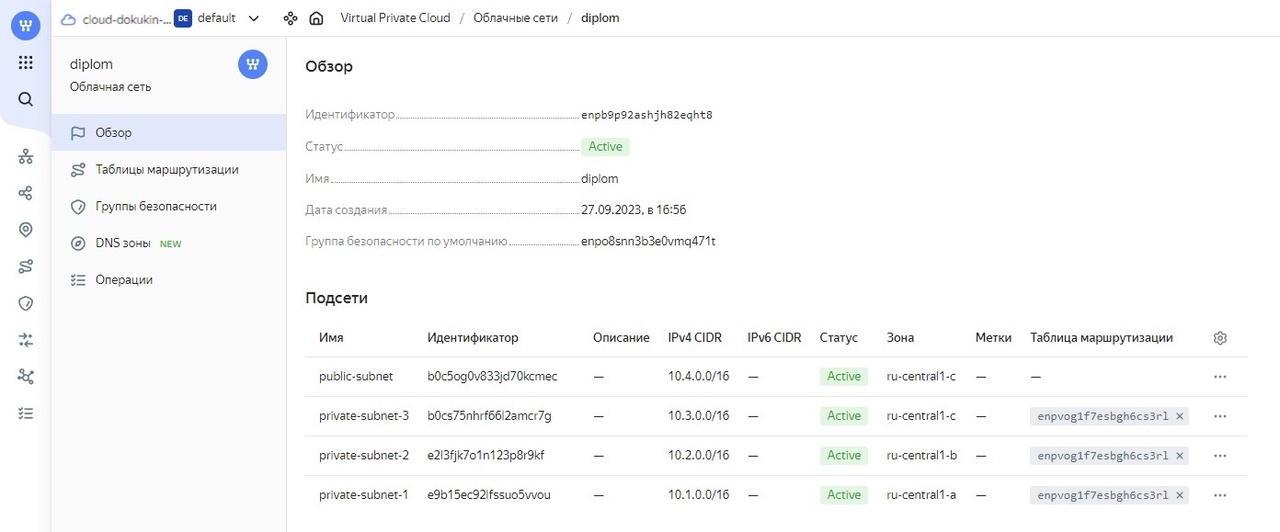 cloud-dokukin-... DE default Virtual Private Cloud / Облачные сети / diplom
diplom
Облачная сеть
Обзор
Таблицы маршрутизации
Группы безопасности
DNS зоны NEW
Операции
Обзор
Идентификатор enpb9p92ashjh82eqht8
Статус Active
Имя diplom
Дата создания 27.09.2023, в 16:56
Группа безопасности по умолчанию enpo8snn3b3e0vmq471t
Подсети
Имя Идентификатор Описание IPv4 CIDR IPv6 CIDR Статус Зона Метки Таблица маршрутизации
public-subnet b0c5og0v833jd70kcmec — 10.4.0.0/16 — Active ru-central1-c — —
private-subnet-3 b0cs75nhrf66l2amcr7g — 10.3.0.0/16 — Active ru-central1-c — enpvog1f7esbgh6cs3rl ×
private-subnet-2 e2l3fjk7o1n123p8r9kf — 10.2.0.0/16 — Active ru-central1-b — enpvog1f7esbgh6cs3rl ×
private-subnet-1 e9b15ec92lfssuo5vvou — 10.1.0.0/16 — Active ru-central1-a — enpvog1f7esbgh6cs3rl ×